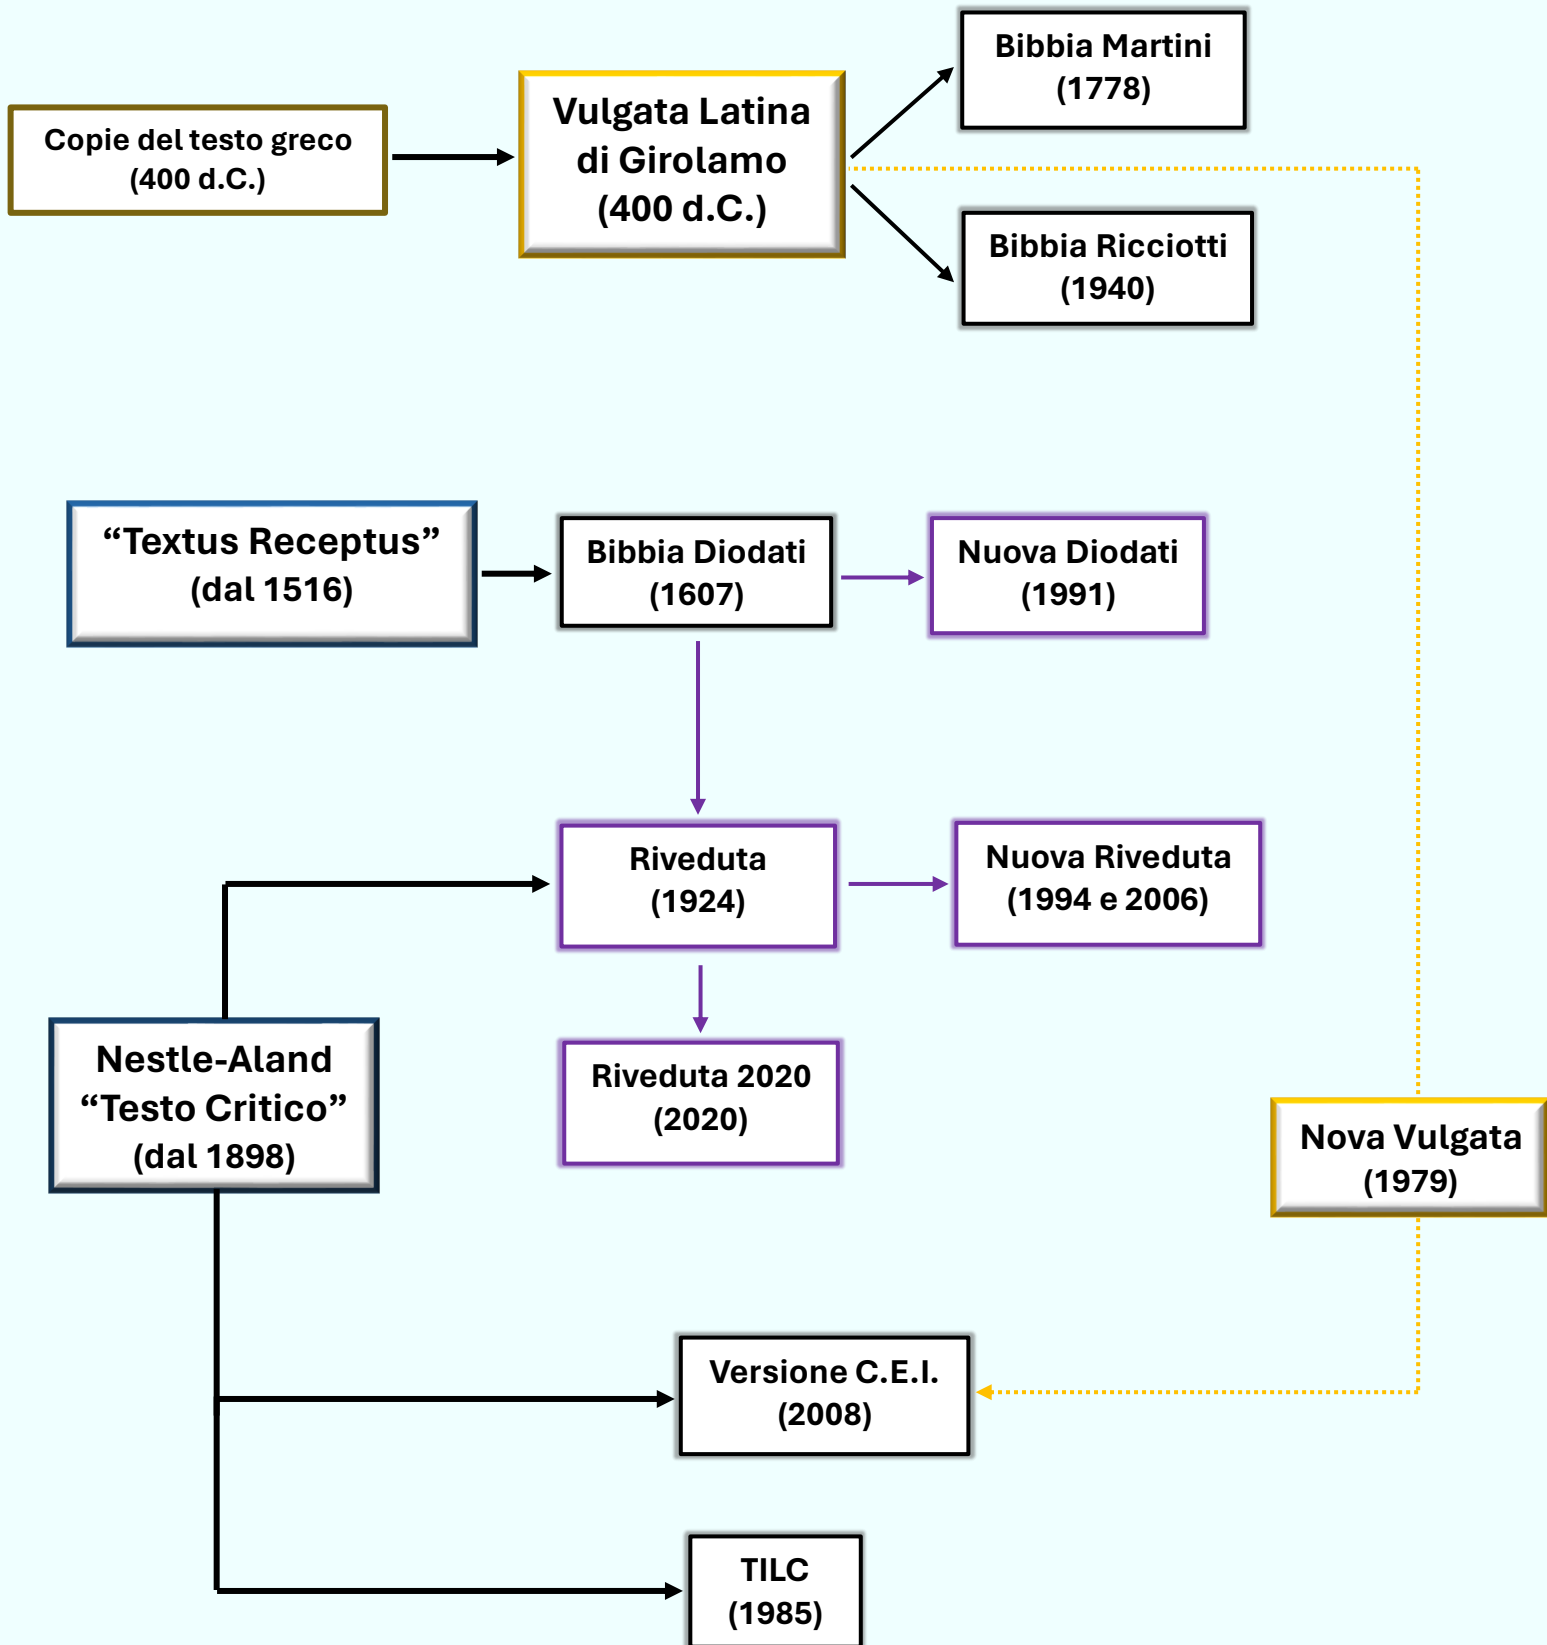 Bibbia Martini
(1778)
Copie del testo greco
(400 d.C.)
Vulgata Latina
di Girolamo
(400 d.C.)
Bibbia Ricciotti
(1940)
“Textus Receptus”
(dal 1516)
Bibbia Diodati
(1607)
Nuova Diodati
(1991)
Riveduta
(1924)
Nuova Riveduta
(1994 e 2006)
Nestle-Aland
“Testo Critico”
(dal 1898)
Riveduta 2020
(2020)
Nova Vulgata
(1979)
Versione C.E.I.
(2008)
TILC
(1985)